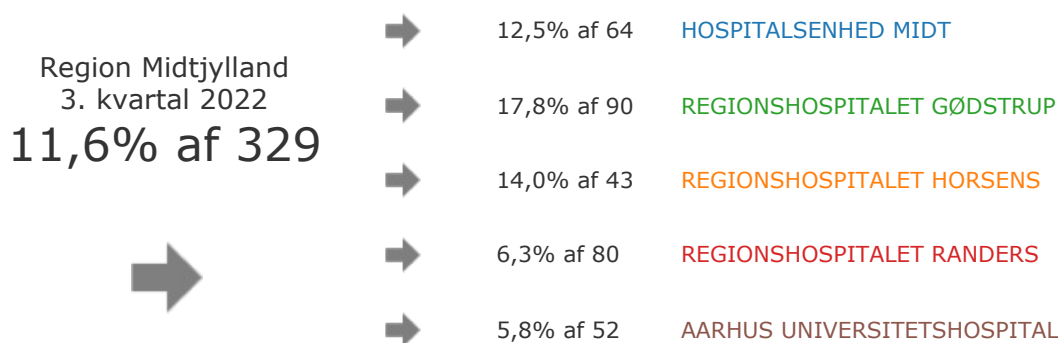 Region Midtjylland
3. kvartal 2022
11,6% af 329
12,5% af 64 HOSPITALSENHED MIDT
17,8% af 90 REGIONSHOSPITALET GØDSTRUP
14,0% af 43 REGIONSHOSPITALET HORSENS
6,3% af 80 REGIONSHOSPITALET RANDERS
5,8% af 52 AARHUS UNIVERSITETSHOSPITAL